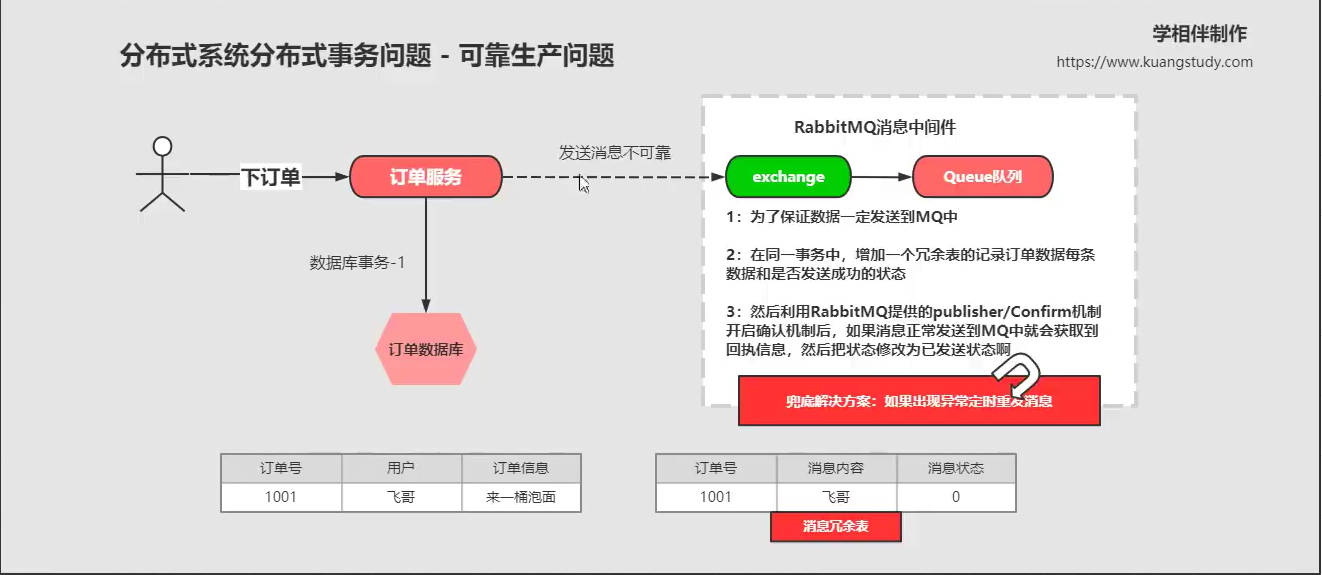 学相伴制作
分布式系统分布式事务问题 - 可靠生产问题
https://www.kuangstudy.com
RabbitMQ消息中间件
发送消息不可靠
下订单
订单服务
exchange
Queue队列
1：为了保证数据一定发送到MQ中
数据库事务-1
2：在同一事务中，增加一个冗余表的记录订单数据每条
数据和是否发送成功的状态
3：然后利用RabbitMQ提供的publisher/Confirm机制
开启确认机制后，如果消息正常发送到MQ中就会获取到
回执信息，然后把状态修改为已发送状态啊
订单数据库
兜底解决方案：如果出现异常定时重发消息
订单号 用户 订单信息
1001 飞哥 来一桶泡面
订单号 消息内容 消息状态
1001 飞哥 0
消息冗余表